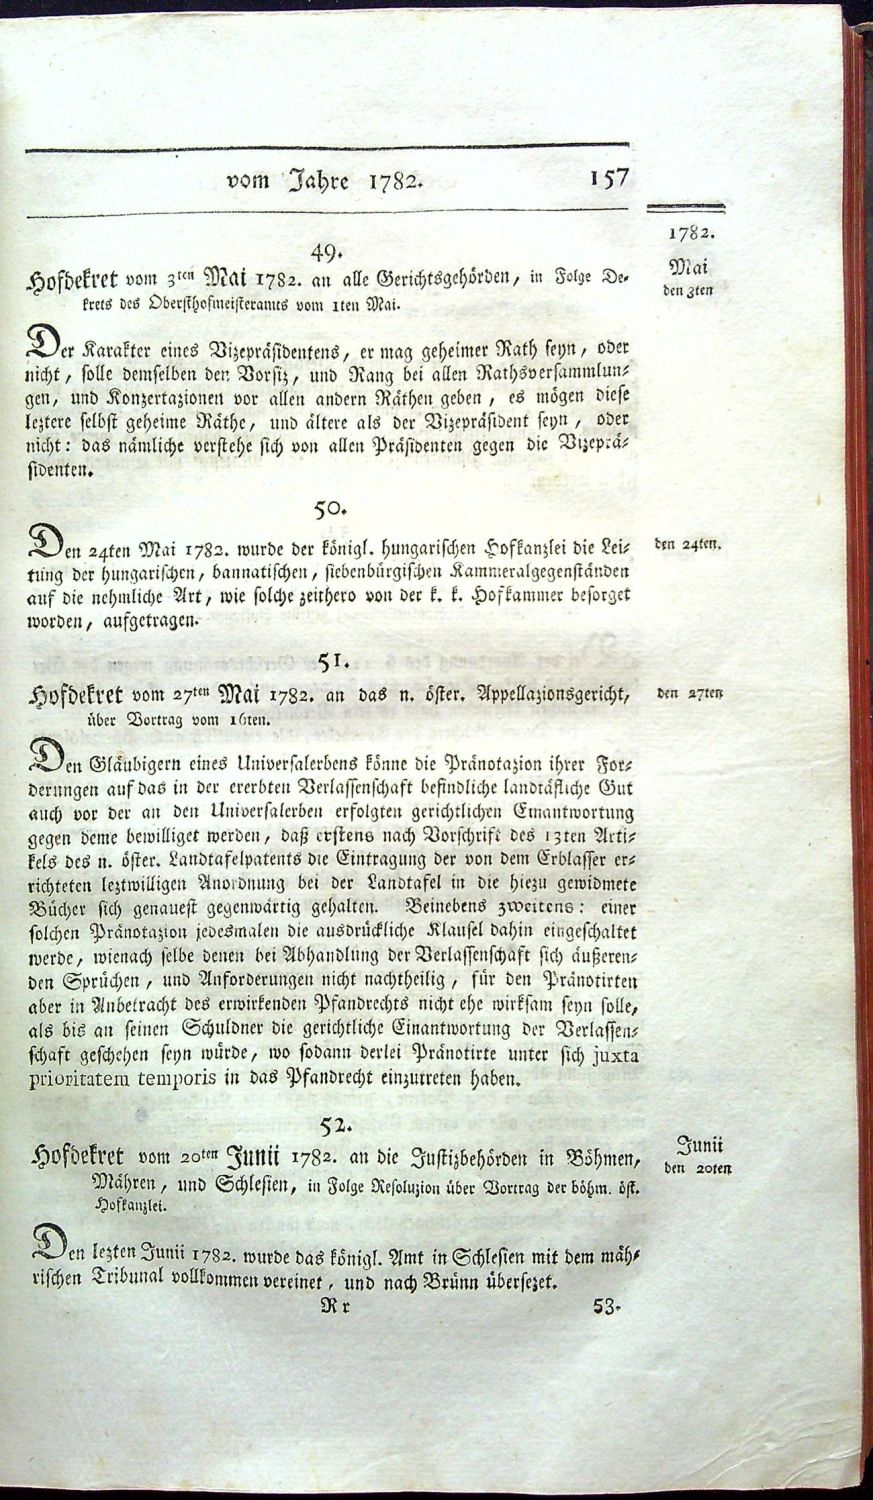 vom Jahre 1782. 157
1782.
49.
Hofdekret vom 3ten Mai 1782. an alle Gerichtsgehörden, in Folge De-
krets des Obersthofmeisteramts vom 1ten Mai.
Mai
den 3ten
Der Karakter eines Vizepräsidentens, er mag geheimer Rath seyn, oder
nicht, solle demselben den Vorsiz, und Rang bei allen Rathsversammlun-
gen, und Konzertazionen vor allen andern Räthen geben, es mögen diese
leztere selbst geheime Räthe, und ältere als der Vizepräsident seyn, oder
nicht: das nämliche verstehe sich von allen Präsidenten gegen die Vizeprä-
sidenten.
50.
Den 24ten Mai 1782. wurde der königl. hungarischen Hofkanzlei die Lei-
tung der hungarischen, bannatischen, siebenbürgischen Kammeralgegenständen
auf die nehmliche Art, wie solche zeithero von der k. k. Hofkammer besorget
worden, aufgetragen.
den 24ten.
51.
Hofdekret vom 27ten Mai 1782. an das n. öster. Appellazionsgericht,
über Vortrag vom 16ten.
den 27ten
Den Gläubigern eines Universalerbens könne die Pränotazion ihrer For-
derungen auf das in der ererbten Verlassenschaft befindliche landtäfliche Gut
auch vor der an den Universalerben erfolgten gerichtlichen Einantwortung
gegen deme bewilliget werden, daß erstens nach Vorschrift des 13ten Arti-
kels des n. öster. Landtafelpatents die Eintragung der von dem Erblasser er-
richteten leztwilligen Anordnung bei der Landtafel in die hiezu gewidmete
Bücher sich genauest gegenwärtig gehalten. Beinebens zweitens: einer
solchen Pränotazion jedesmalen die ausdrückliche Klausel dahin eingeschaltet
werde, wienach selbe denen bei Abhandlung der Verlassenschaft sich äußeren-
den Sprüchen, und Anforderungen nicht nachtheilig, für den Pränotirten
aber in Anbetracht des erwirkenden Pfandrechts nicht ehe wirksam seyn solle,
als bis an seinen Schuldner die gerichtliche Einantwortung der Verlassen-
schaft geschehen seyn würde, wo sodann derlei Pränotirte unter sich juxta
prioritatem temporis in das Pfandrecht einzutreten haben.
52.
Hofdekret vom 20ten Junii 1782. an die Justizbehörden in Böhmen,
Mähren, und Schlesien, in Folge Resoluzion über Vortrag der böhm. öst.
Hofkanzlei.
Junii
den 20ten
Den lezten Junii 1782. wurde das königl. Amt in Schlesien mit dem mäh-
rischen Tribunal vollkommen vereinet, und nach Brünn übersezet.
R r 53.